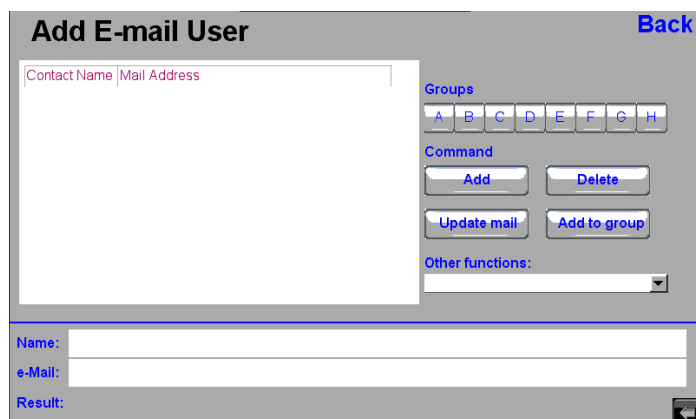 Add E-mail User
Back
Contact Name Mail Address
Groups
A B C D E F G H
Command
Add Delete
Update mail Add to group
Other functions:
Name:
e-Mail:
Result: